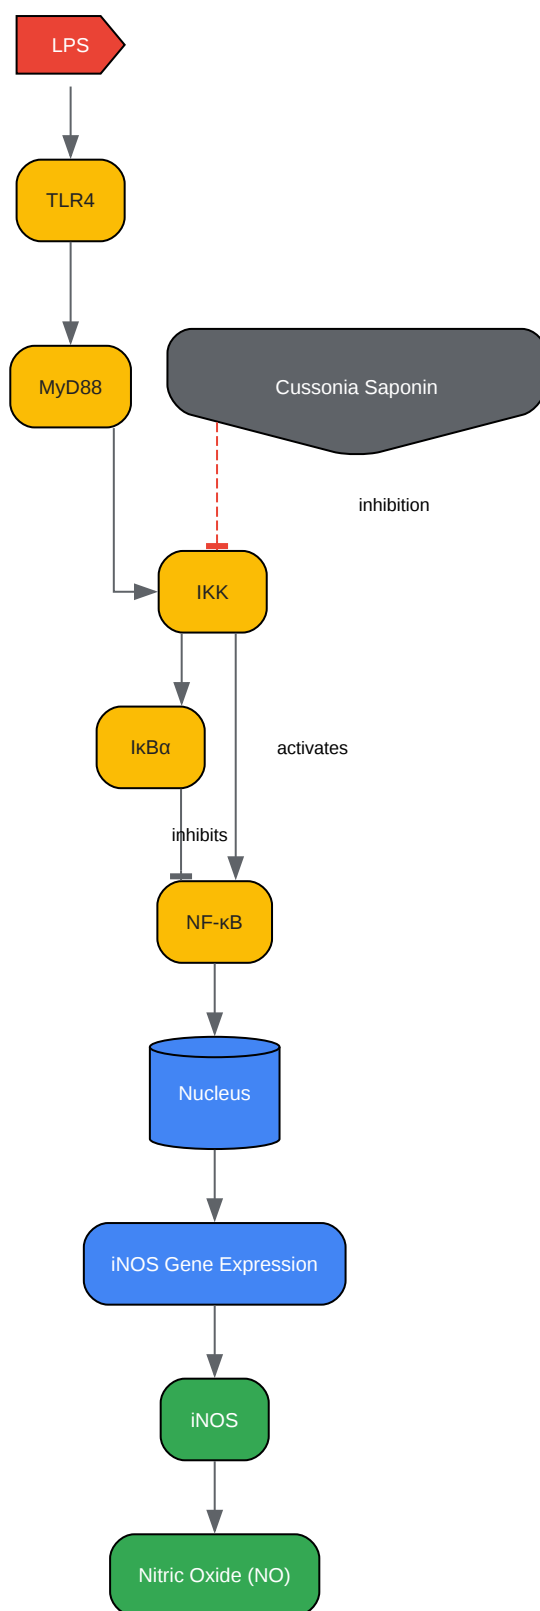 LPS
TLR4
MyD88
Cussonia Saponin
inhibition
IKK
IκBα
activates
inhibits
NF-κB
Nucleus
iNOS Gene Expression
iNOS
Nitric Oxide (NO)